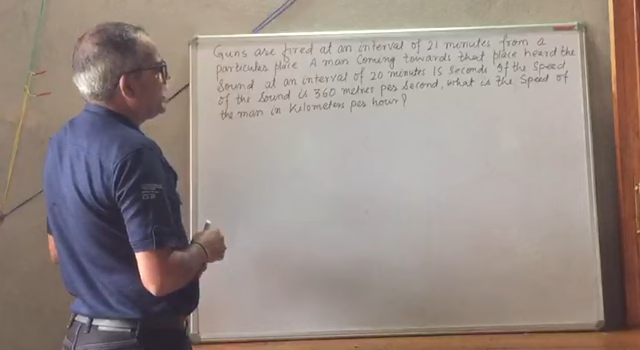 Guns are fired at an interval of 21 minutes from a
particular place A man Coming towards that place heard the
Sound at an interval of 20 minutes 15 Seconds If the Speed
of the Sound is 360 metres per Second, what is the Speed of
the man in Kilometers per hour?